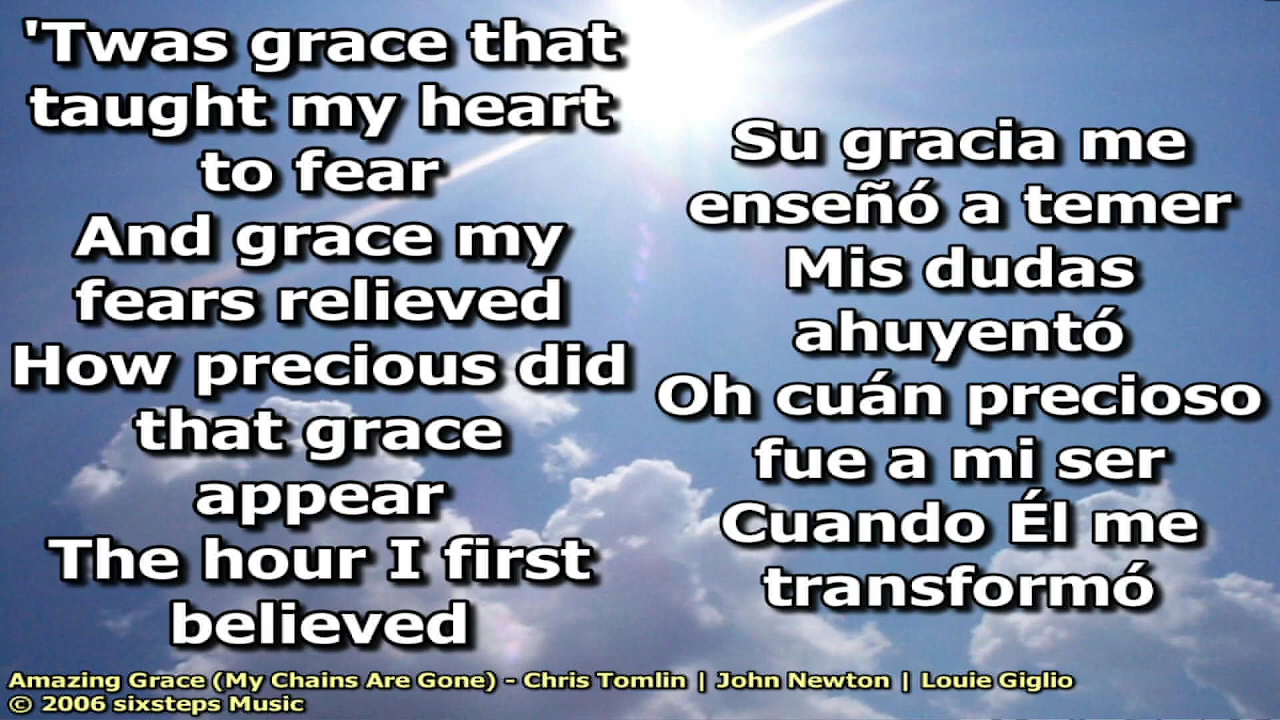 'Twas grace that
taught my heart
to fear
And grace my
fears relieved
How precious did
that grace
appear
The hour I first
believed
Su gracia me
enseñó a temer
Mis dudas
ahuyentó
Oh cuán precioso
fue a mi ser
Cuando Él me
transformó
Amazing Grace (My Chains Are Gone) - Chris Tomlin | John Newton | Louie Giglio
© 2006 sixsteps Music